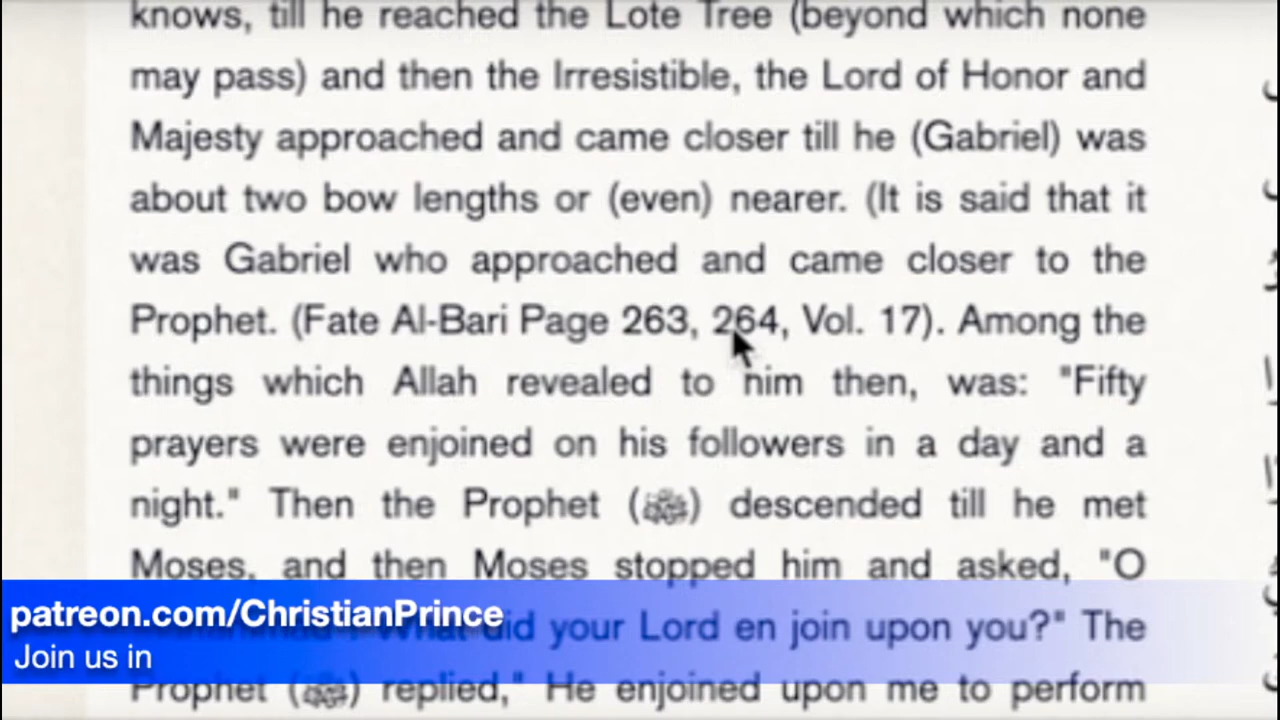 knows, till he reached the Lote Tree (beyond which none
may pass) and then the Irresistible, the Lord of Honor and
Majesty approached and came closer till he (Gabriel) was
about two bow lengths or (even) nearer. (It is said that it
was Gabriel who approached and came closer to the
Prophet. (Fate Al-Bari Page 263, 264, Vol. 17). Among the
things which Allah revealed to him then, was: "Fifty
prayers were enjoined on his followers in a day and a
night." Then the Prophet (ﷺ) descended till he met
Moses, and then Moses stopped him and asked, "O
patreon.com/ChristianPrince
What did your Lord en join upon you?" The
Join us in
Prophet (ﷺ) replied," He enjoined upon me to perform